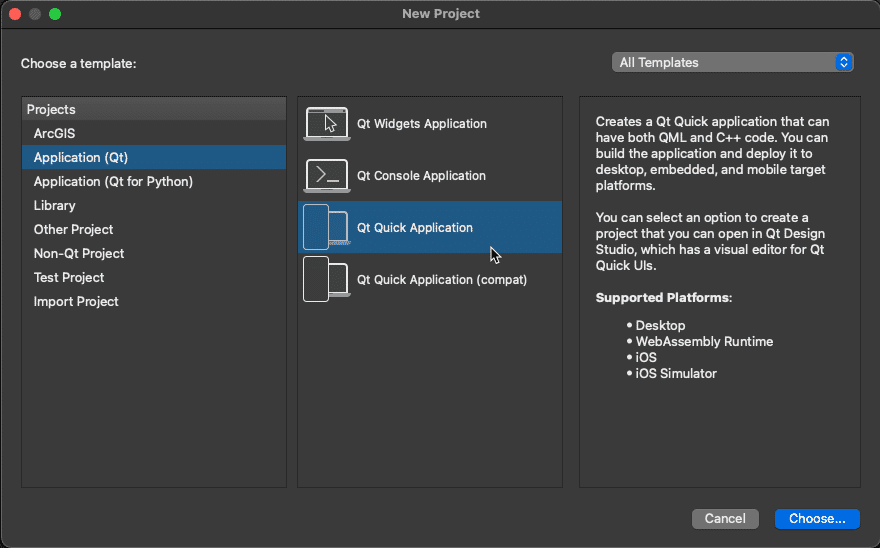 New Project
Choose a template:
All Templates
Projects
ArcGIS
Application (Qt)
Application (Qt for Python)
Library
Other Project
Non-Qt Project
Test Project
Import Project
Qt Widgets Application
Qt Console Application
Qt Quick Application
Qt Quick Application (compat)
Creates a Qt Quick application that can
have both QML and C++ code. You can
build the application and deploy it to
desktop, embedded, and mobile target
platforms.
You can select an option to create a
project that you can open in Qt Design
Studio, which has a visual editor for Qt
Quick UIs.
Supported Platforms:
• Desktop
• WebAssembly Runtime
• iOS
• iOS Simulator
Cancel
Choose...